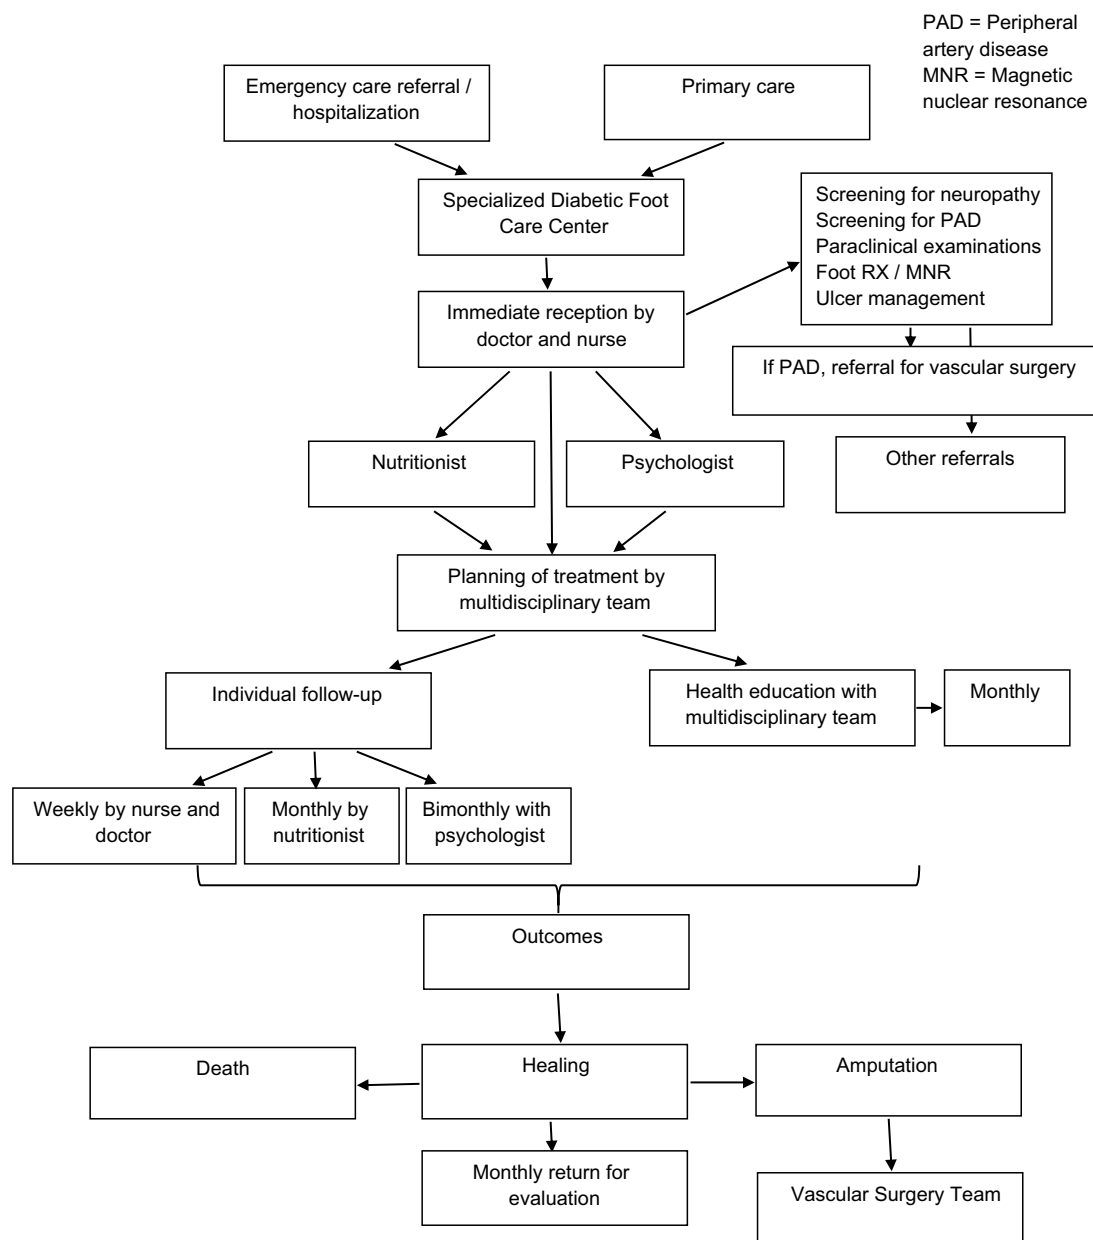 PAD = Peripheral
artery disease
MNR = Magnetic
nuclear resonance
Emergency care referral /
hospitalization
Primary care
Specialized Diabetic Foot
Care Center
Screening for neuropathy
Screening for PAD
Paraclinical examinations
Foot RX / MNR
Ulcer management
Immediate reception by
doctor and nurse
If PAD, referral for vascular surgery
Nutritionist
Psychologist
Other referrals
Planning of treatment by
multidisciplinary team
Individual follow-up
Health education with
multidisciplinary team
Monthly
Weekly by nurse and
doctor
Monthly by
nutritionist
Bimonthly with
psychologist
Outcomes
Death
Healing
Amputation
Monthly return for
evaluation
Vascular Surgery Team